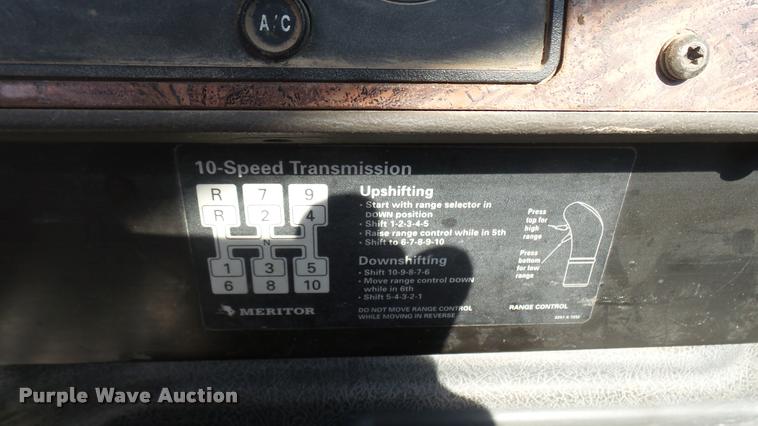 A/C
10-Speed Transmission
R 7 9
R 2 4
N
1 3 5
6 8 10
MERITOR
Upshifting
• Start with range selector in
DOWN position
• Shift 1-2-3-4-5
• Raise range control while in 5th
• Shift to 6-7-8-9-10
Downshifting
• Shift 10-9-8-7-6
• Move range control DOWN
while in 6th
• Shift 5-4-3-2-1
DO NOT MOVE RANGE CONTROL
WHILE MOVING IN REVERSE
Press
top for
high
range
Press
bottom
for low
range
RANGE CONTROL
Purple Wave Auction